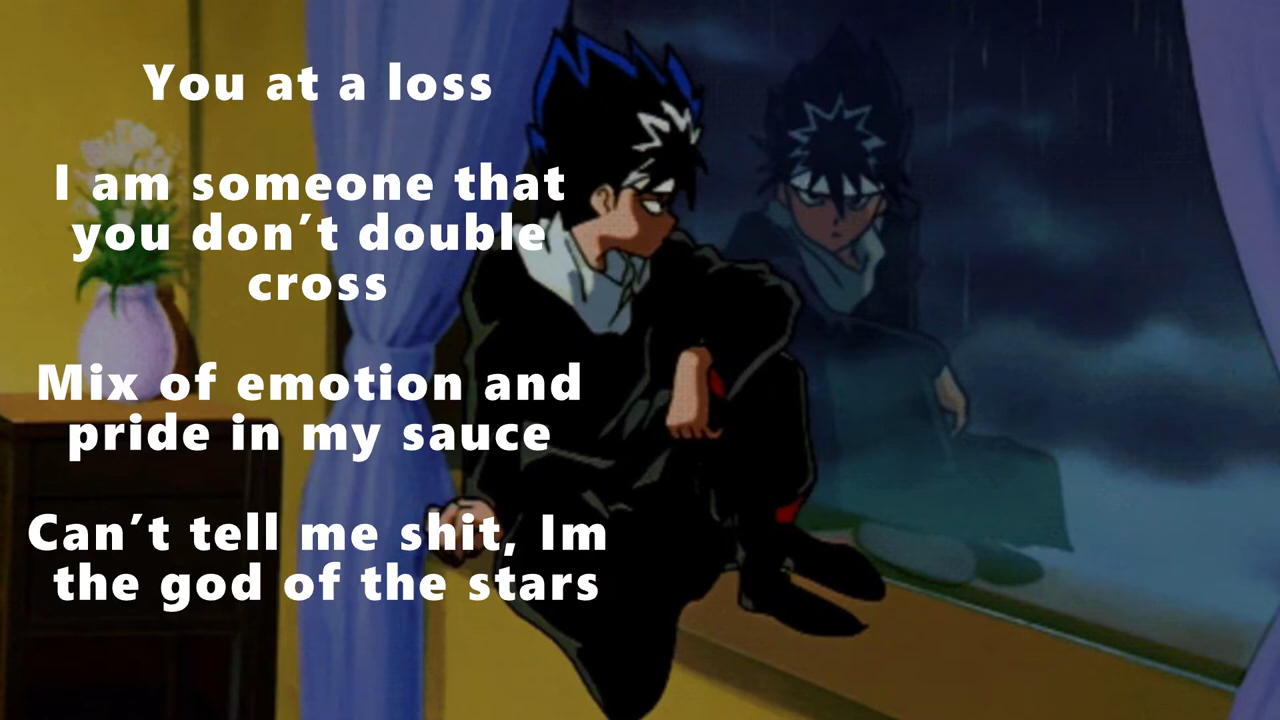 You at a loss
I am someone that
you don’t double
cross
Mix of emotion and
pride in my sauce
Can’t tell me shit, Im
the god of the stars